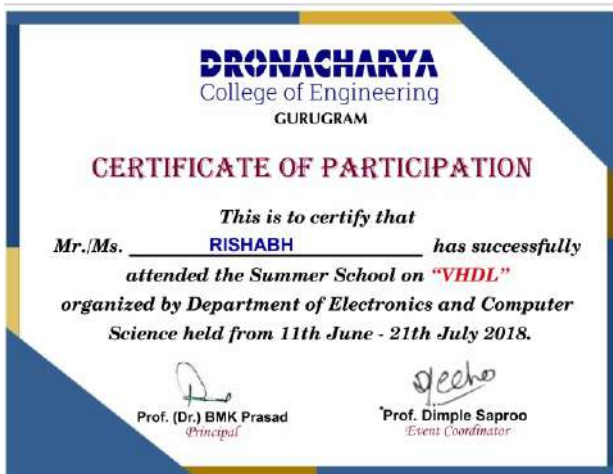 DRONACHARYA
College of Engineering
GURUGRAM
CERTIFICATE OF PARTICIPATION
This is to certify that
Mr./Ms. RISHABH has successfully
attended the Summer School on "VHDL"
organized by Department of Electronics and Computer
Science held from 11th June - 21th July 2018.
Prof. (Dr.) BMK Prasad
Principal
Prof. Dimple Saproo
Event Coordinator